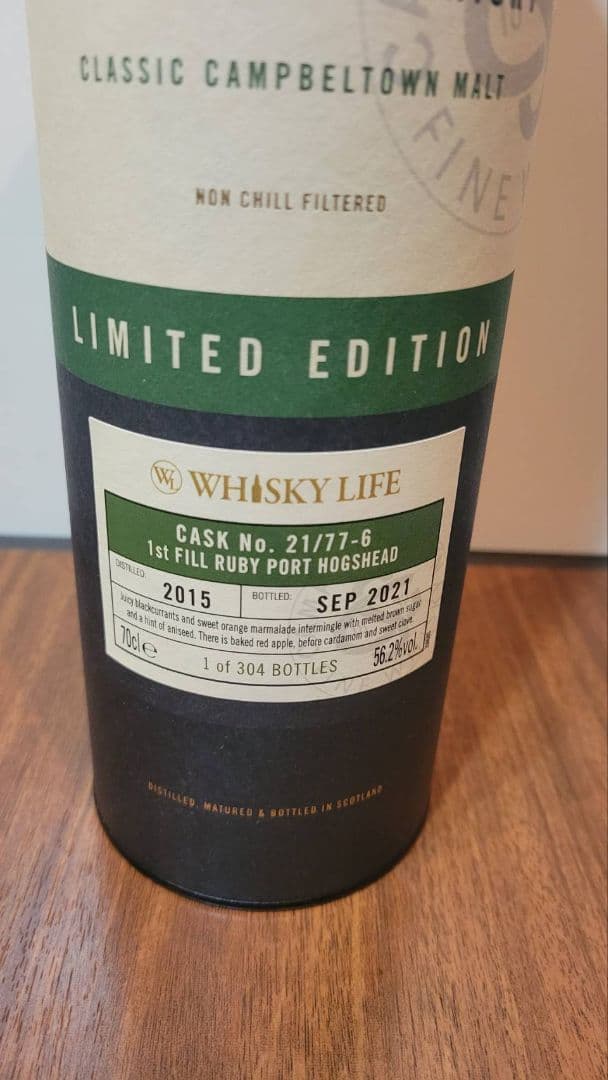 CLASSIC CAMPBELTOWN MALT
FINE
NON CHILL FILTERED
LIMITED EDITION
WL WHISKY LIFE
CASK No. 21/77-6
1st FILL RUBY PORT HOGSHEAD
DISTILLED: 2015 BOTTLED: SEP 2021
Juicy blackcurrants and sweet orange marmalade intermingle with melted brown sugar
and a hint of aniseed. There is baked red apple, before cardamom and sweet clove.
70cl e 1 of 304 BOTTLES 56.2%vol.
DISTILLED, MATURED & BOTTLED IN SCOTLAND